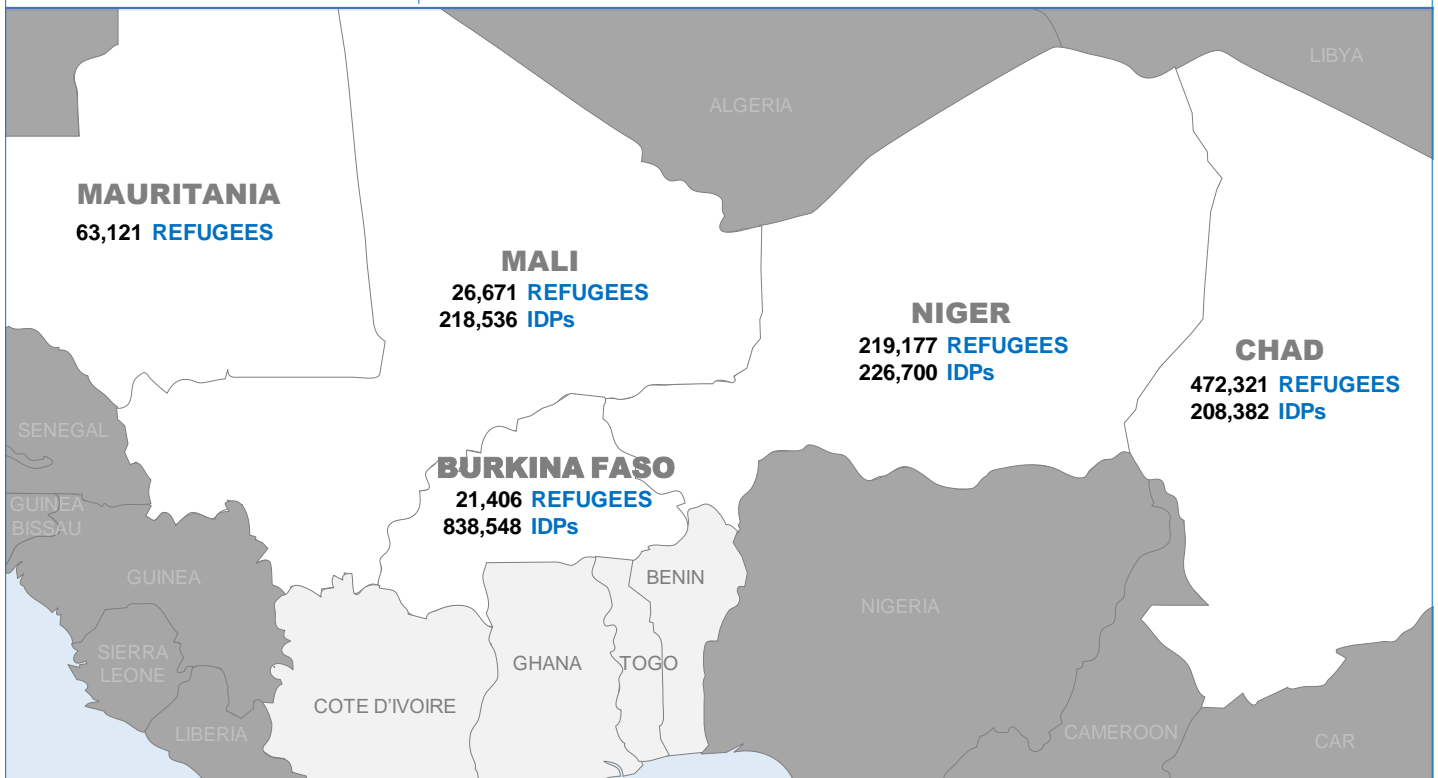 LIBYA
ALGERIA
MAURITANIA
63,121 REFUGEES
MALI
26,671 REFUGEES
218,536 IDPs
NIGER
219,177 REFUGEES
226,700 IDPs
CHAD
472,321 REFUGEES
208,382 IDPs
SENEGAL
BURKINA FASO
21,406 REFUGEES
838,548 IDPs
GUINEA
BISSAU
GUINEA
BENIN
NIGERIA
SIERRA
LEONE
GHANA
TOGO
COTE D'IVOIRE
LIBERIA
CAMEROON
CAR